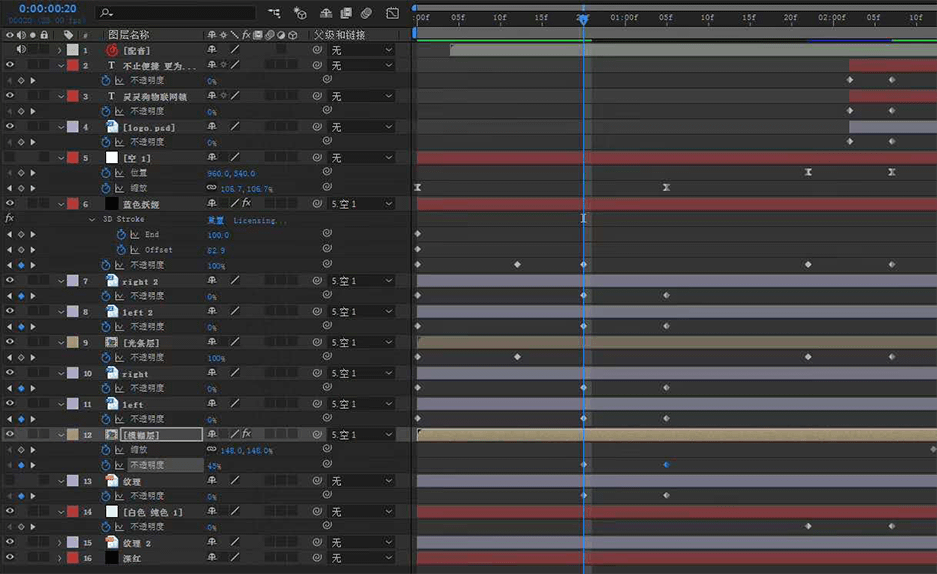 0:00:00:20
00020 (25.00 fps)
:00f 05f 10f 15f 20f 01:00f 05f 10f 15f 20f 02:00f 05f 10f
# 图层名称 fx 父级和链接
1 [配音] 无
2 T 不止便捷 更为... 无
不透明度 0%
3 T 灵灵狗物联网锁 无
不透明度 0%
4 [logo.psd] 无
不透明度 0%
5 [空 1] 无
位置 960.0,540.0
缩放 106.7,106.7%
6 蓝色妖姬 fx 5.空 1
fx 3D Stroke 重置 Licensing...
End 100.0
Offset 82.9
不透明度 100%
7 right 2 5.空 1
不透明度 0%
8 left 2 5.空 1
不透明度 0%
9 [光条层] 5.空 1
不透明度 100%
10 right 5.空 1
不透明度 0%
11 left 5.空 1
不透明度 0%
12 [模糊层] fx 5.空 1
缩放 148.0,148.0%
不透明度 45%
13 纹理 无
不透明度 0%
14 [白色 纯色 1] 无
不透明度 0%
15 纹理 2 无
16 深红 无